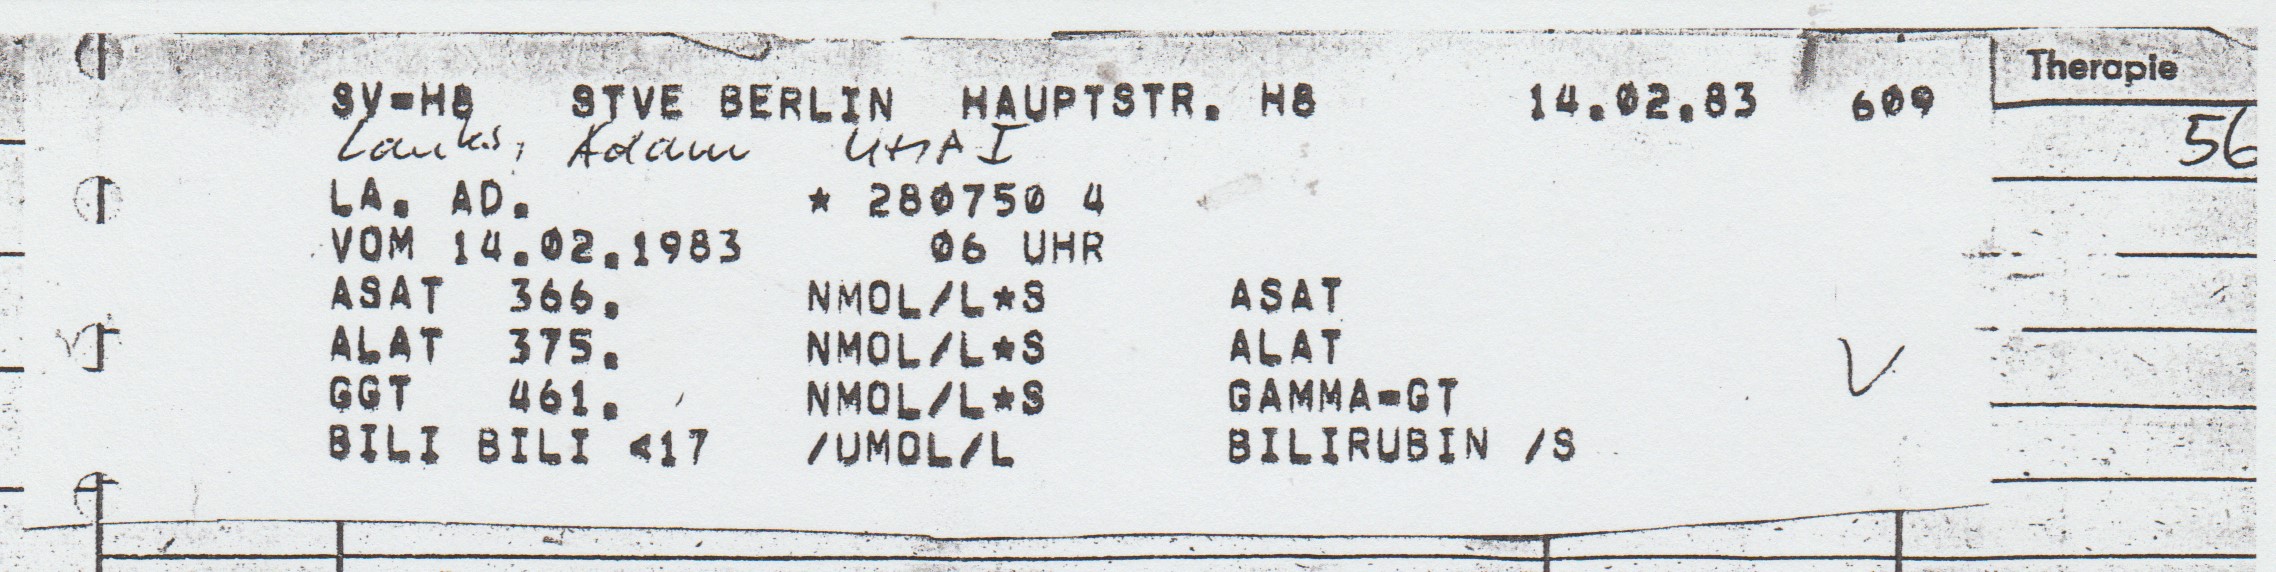 Therapie
SV=H8 STVE BERLIN HAUPTSTR. H8 14.02.83 609
56
Lauks, Adam UHA I
LA. AD. * 280750 4
VOM 14.02.1983 06 UHR
ASAT 366. NMOL/L*S ASAT
ALAT 375. NMOL/L*S ALAT
GGT 461. NMOL/L*S GAMMA=GT
BILI BILI <17 /UMOL/L BILIRUBIN /S